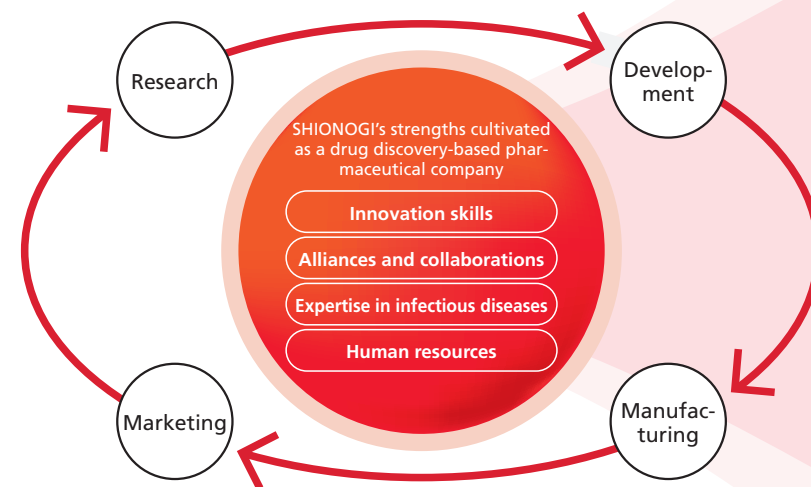 Research
Develop-
ment
SHIONOGI's strengths cultivated
as a drug discovery-based phar-
maceutical company
Innovation skills
Alliances and collaborations
Expertise in infectious diseases
Human resources
Marketing
Manufac-
turing